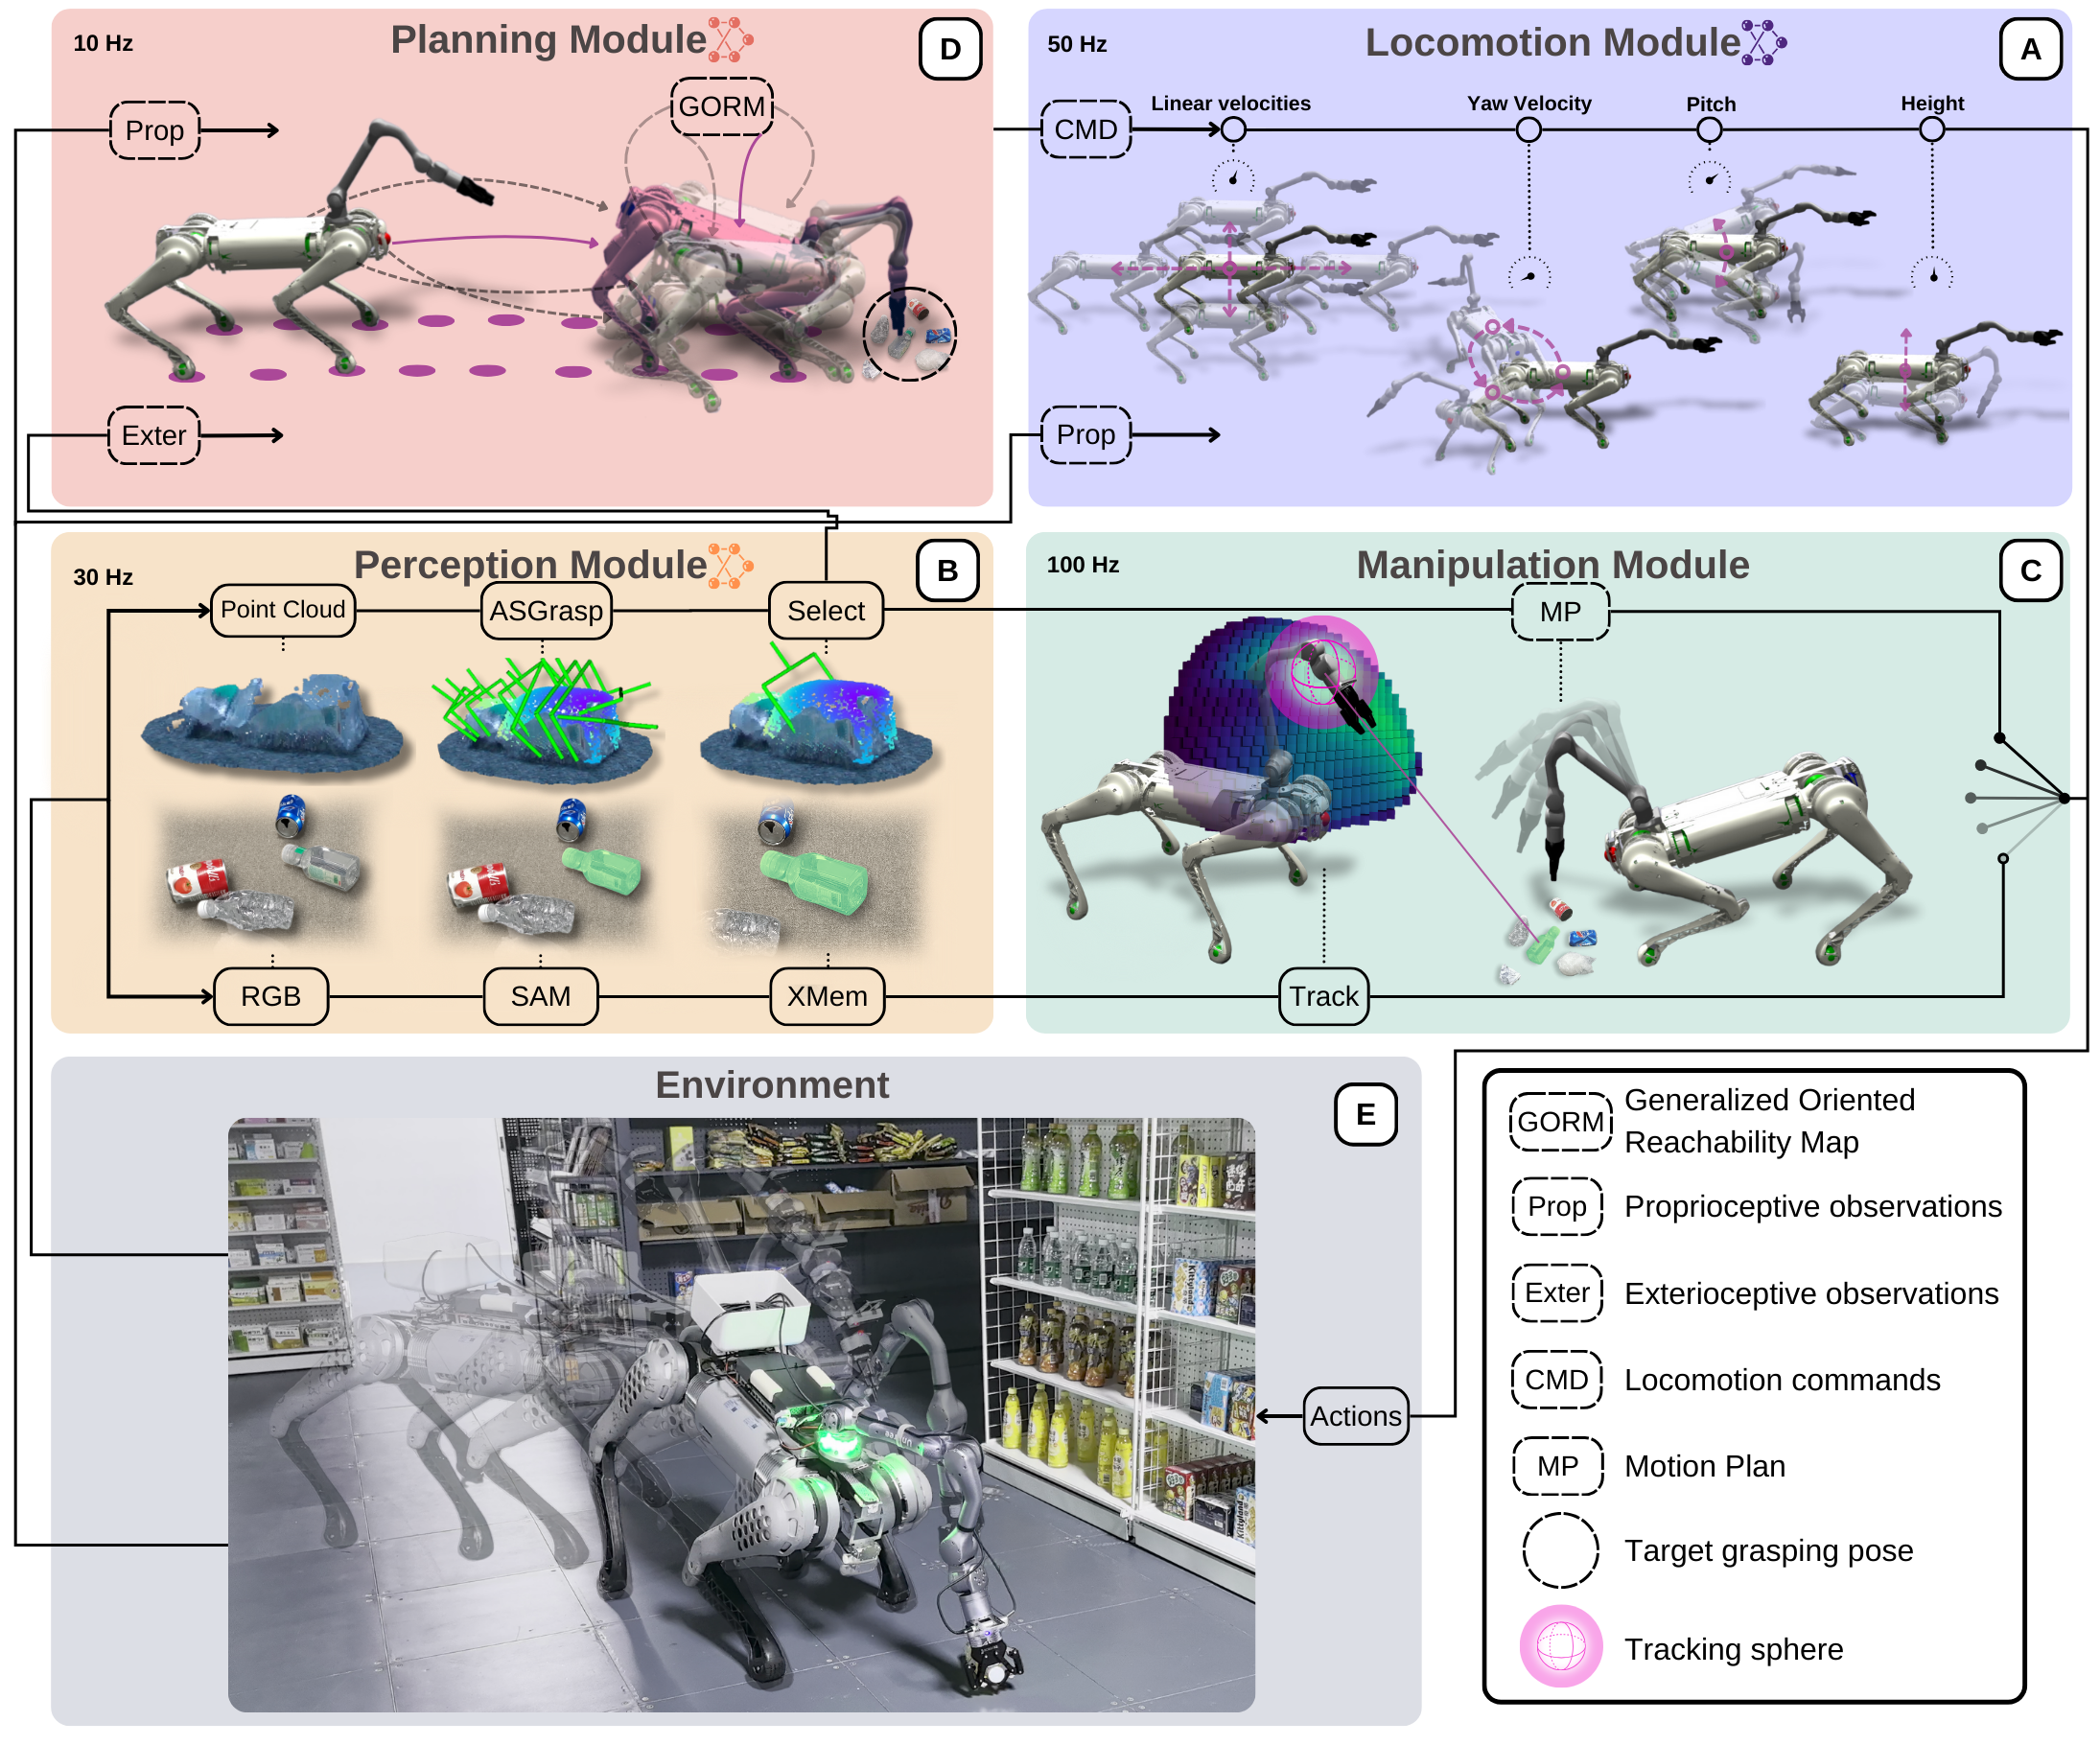 10 Hz
Planning Module
D
GORM
Prop
Exter
50 Hz
Locomotion Module
A
CMD
Linear velocities
Yaw Velocity
Pitch
Height
Prop
30 Hz
Perception Module
B
Point Cloud
ASGrasp
Select
RGB
SAM
XMem
100 Hz
Manipulation Module
C
MP
Track
Environment
E
Actions
GORM
Generalized Oriented
Reachability Map
Prop
Proprioceptive observations
Exter
Exterioceptive observations
CMD
Locomotion commands
MP
Motion Plan
Target grasping pose
Tracking sphere